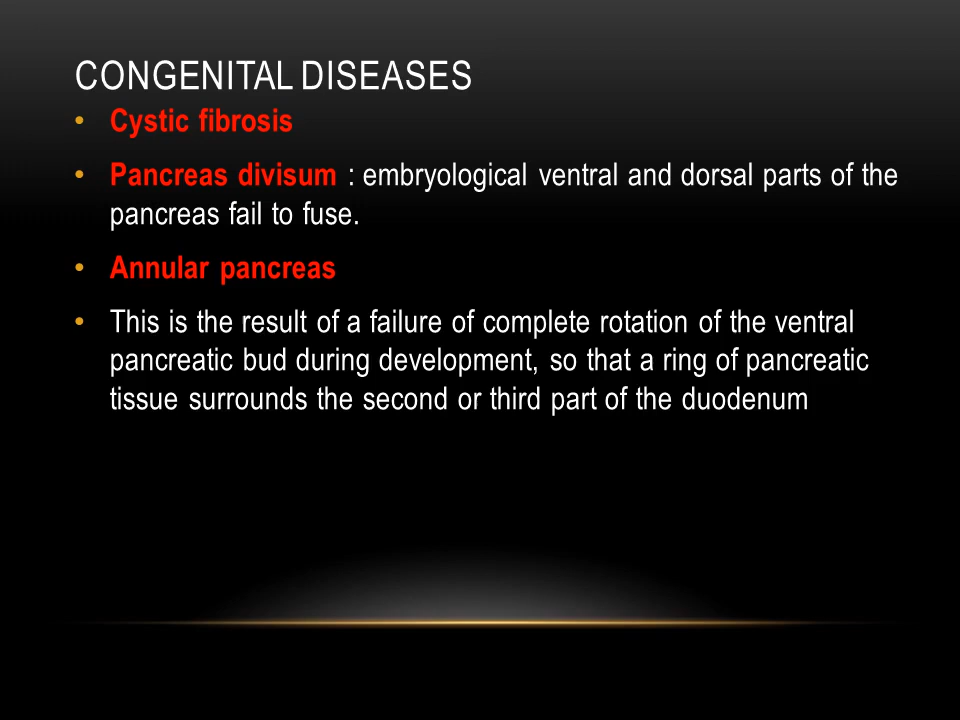 CONGENITAL DISEASES
• Cystic fibrosis
• Pancreas divisum : embryological ventral and dorsal parts of the
pancreas fail to fuse.
• Annular pancreas
• This is the result of a failure of complete rotation of the ventral
pancreatic bud during development, so that a ring of pancreatic
tissue surrounds the second or third part of the duodenum